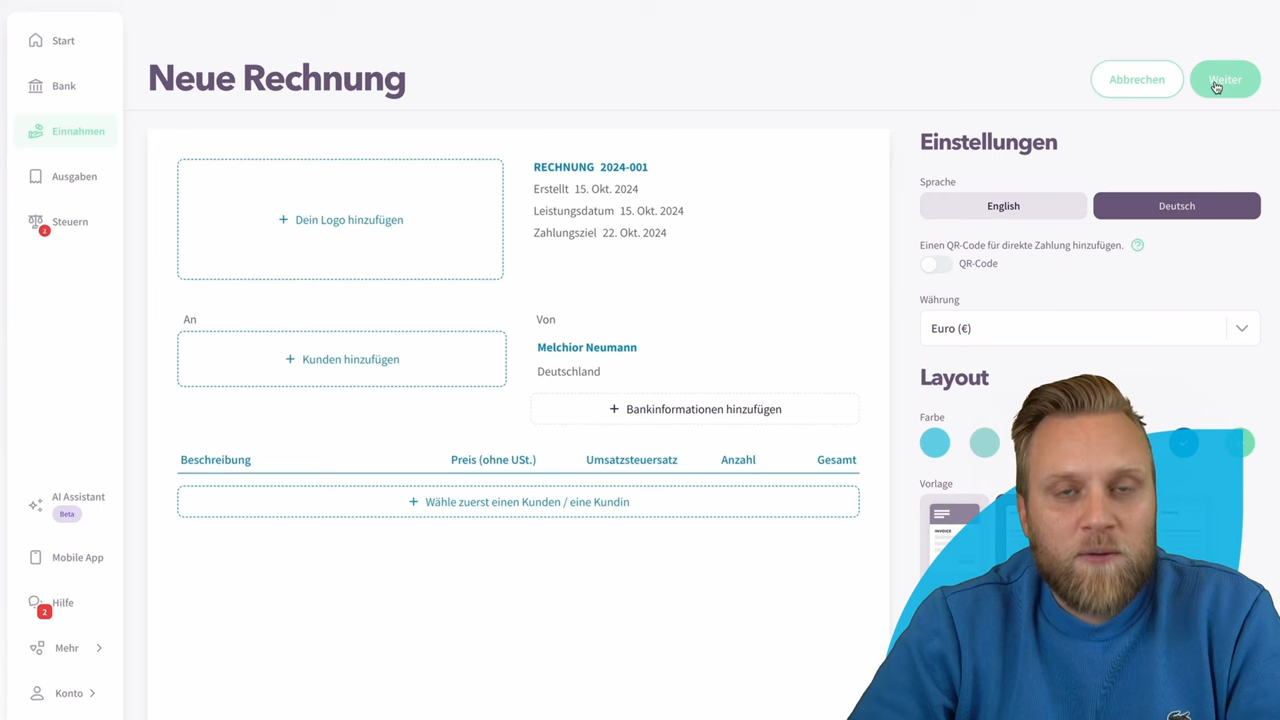 Start
Bank
Einnahmen
Ausgaben
Steuern
2
AI Assistant
Beta
Mobile App
Hilfe
2
Mehr
Konto
Neue Rechnung
Abbrechen
Weiter
+ Dein Logo hinzufügen
RECHNUNG 2024-001
Erstellt 15. Okt. 2024
Leistungsdatum 15. Okt. 2024
Zahlungsziel 22. Okt. 2024
An
+ Kunden hinzufügen
Von
Melchior Neumann
Deutschland
+ Bankinformationen hinzufügen
Beschreibung Preis (ohne USt.) Umsatzsteuersatz Anzahl Gesamt
+ Wähle zuerst einen Kunden / eine Kundin
Einstellungen
Sprache
English Deutsch
Einen QR-Code für direkte Zahlung hinzufügen. ?
QR-Code
Währung
Euro (€)
Layout
Farbe
Vorlage
INVOICE